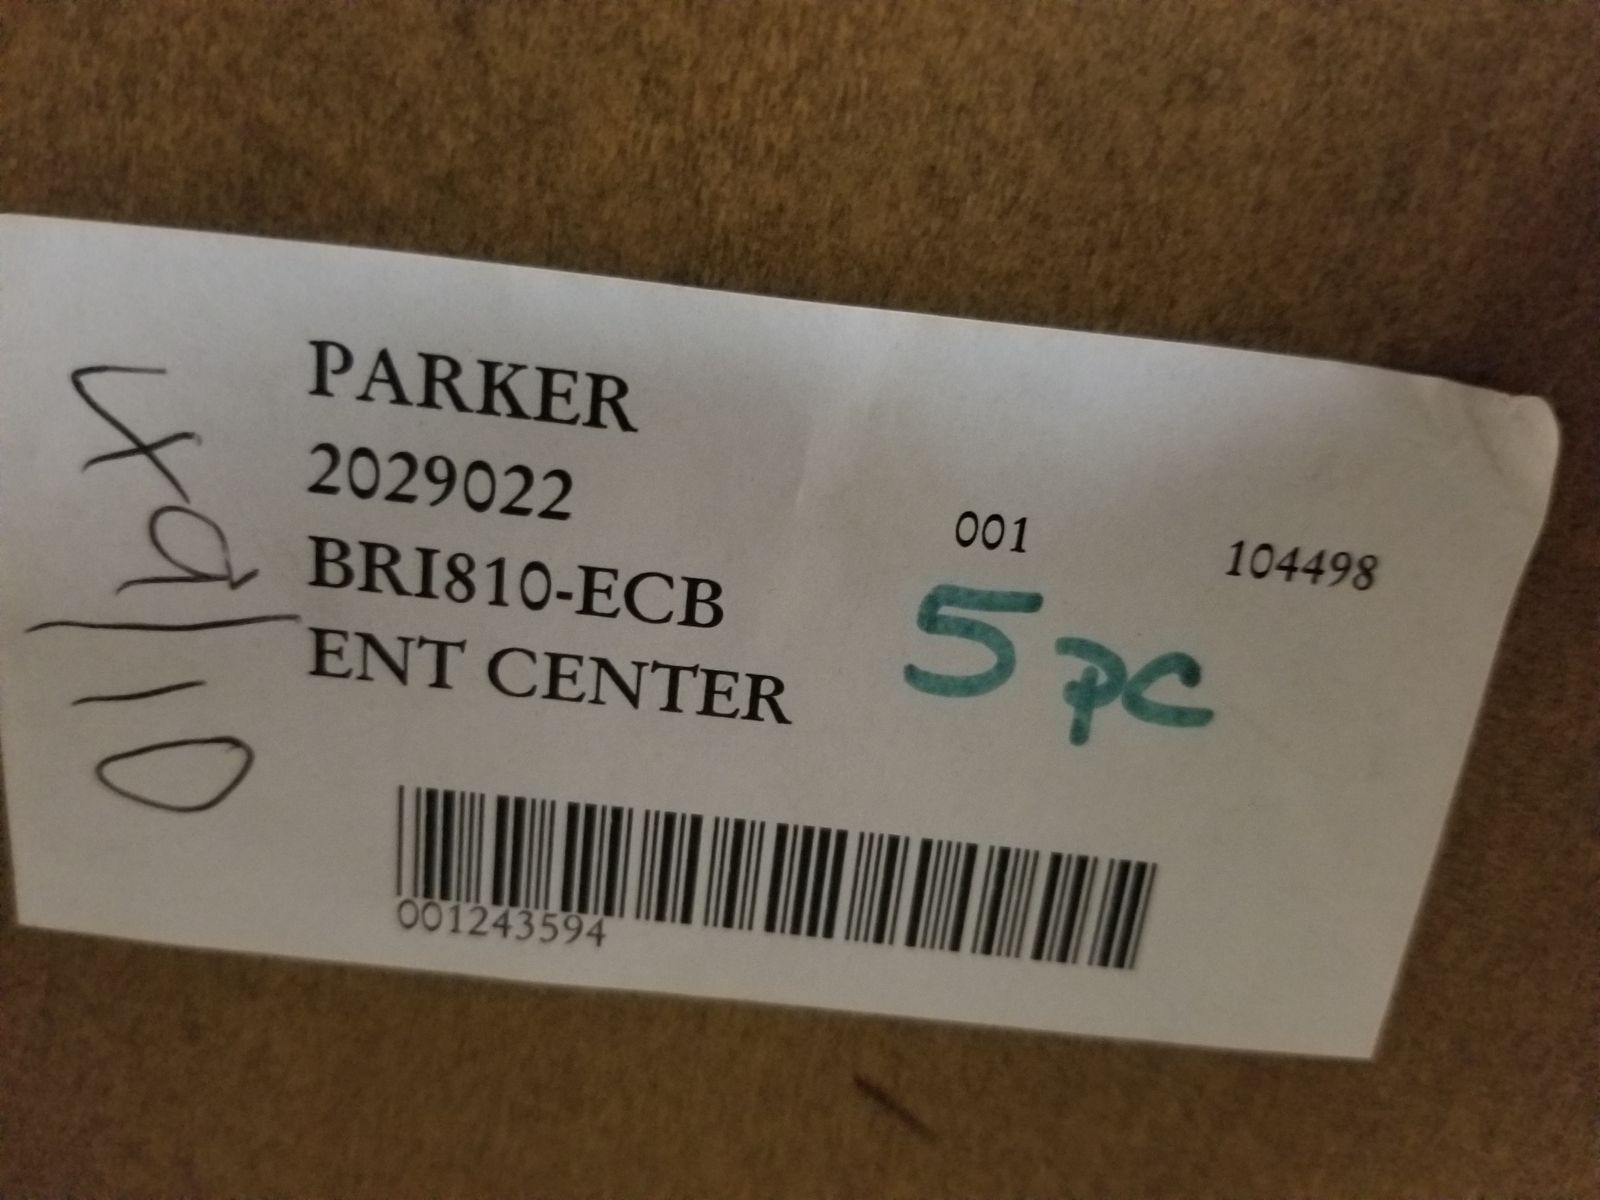 PARKER
2029022
BRI810-ECB
ENT CENTER
001
104498
5 pc
001243594